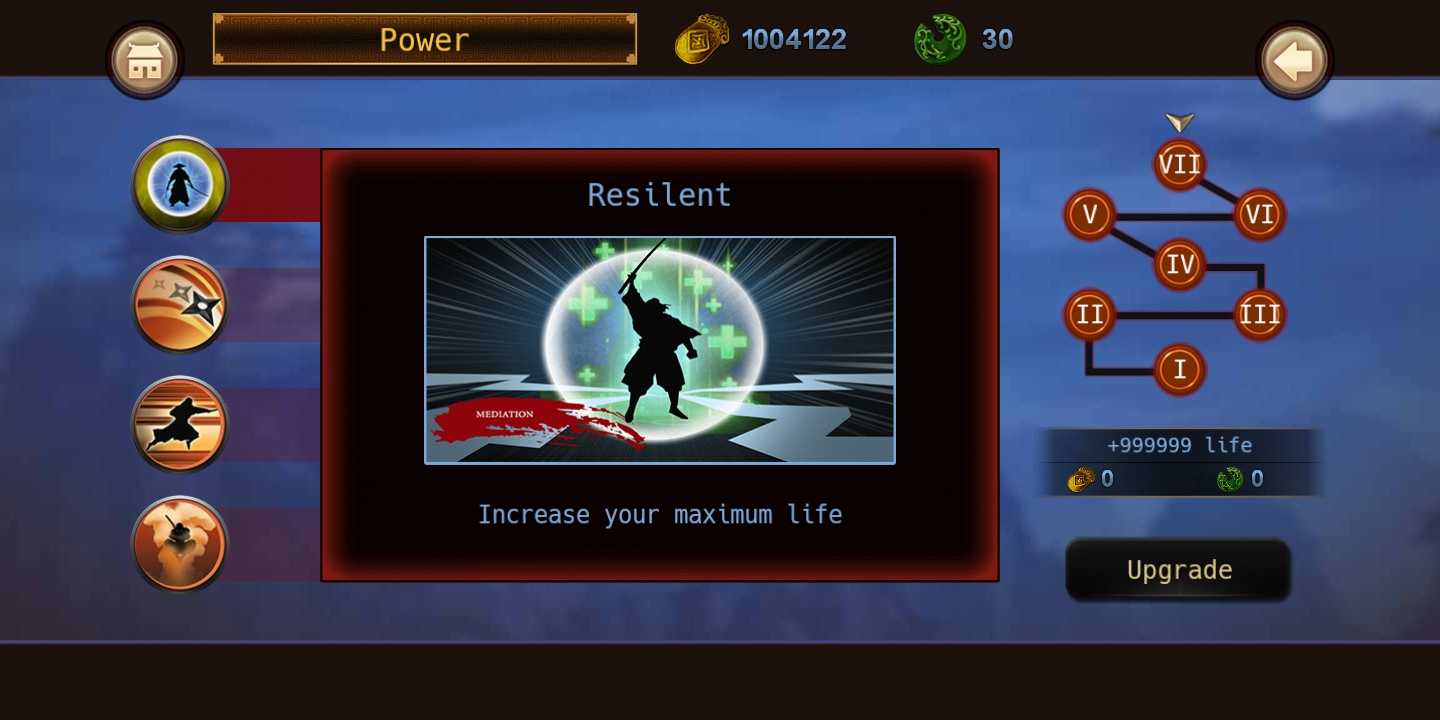 Power
1004122
30
Resilent
MEDIATION
Increase your maximum life
VII
V
VI
IV
II
III
I
+999999 life
0
0
Upgrade